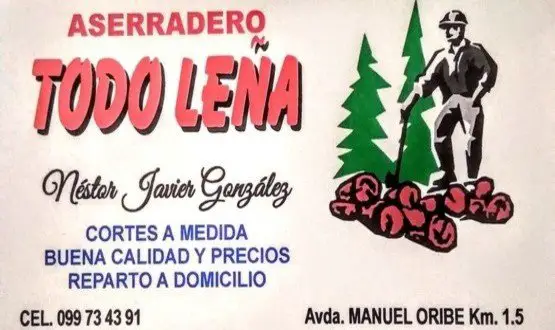 ASERRADERO
TODO LEÑA
Néstor Javier González
CORTES A MEDIDA
BUENA CALIDAD Y PRECIOS
REPARTO A DOMICILIO
CEL. 099 73 43 91
Avda. MANUEL ORIBE Km. 1.5